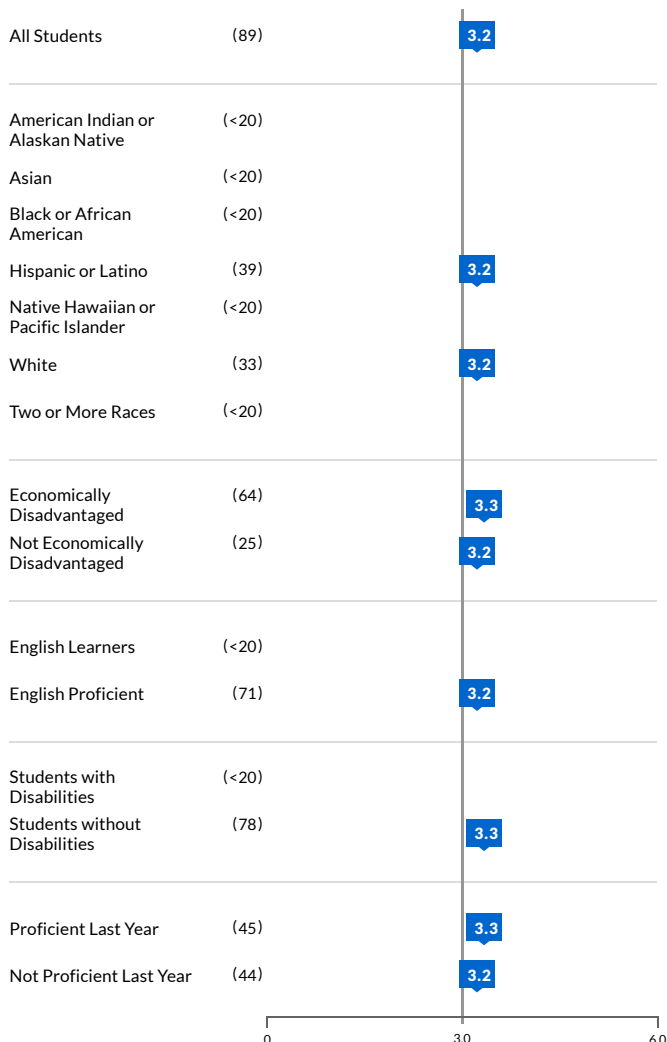 All Students (89) 3.2
American Indian or (<20)
Alaskan Native
Asian (<20)
Black or African (<20)
American
Hispanic or Latino (39) 3.2
Native Hawaiian or (<20)
Pacific Islander
White (33) 3.2
Two or More Races (<20)
Economically (64) 3.3
Disadvantaged
Not Economically (25) 3.2
Disadvantaged
English Learners (<20)
English Proficient (71) 3.2
Students with (<20)
Disabilities
Students without (78) 3.3
Disabilities
Proficient Last Year (45) 3.3
Not Proficient Last Year (44) 3.2
0 3.0 6.0